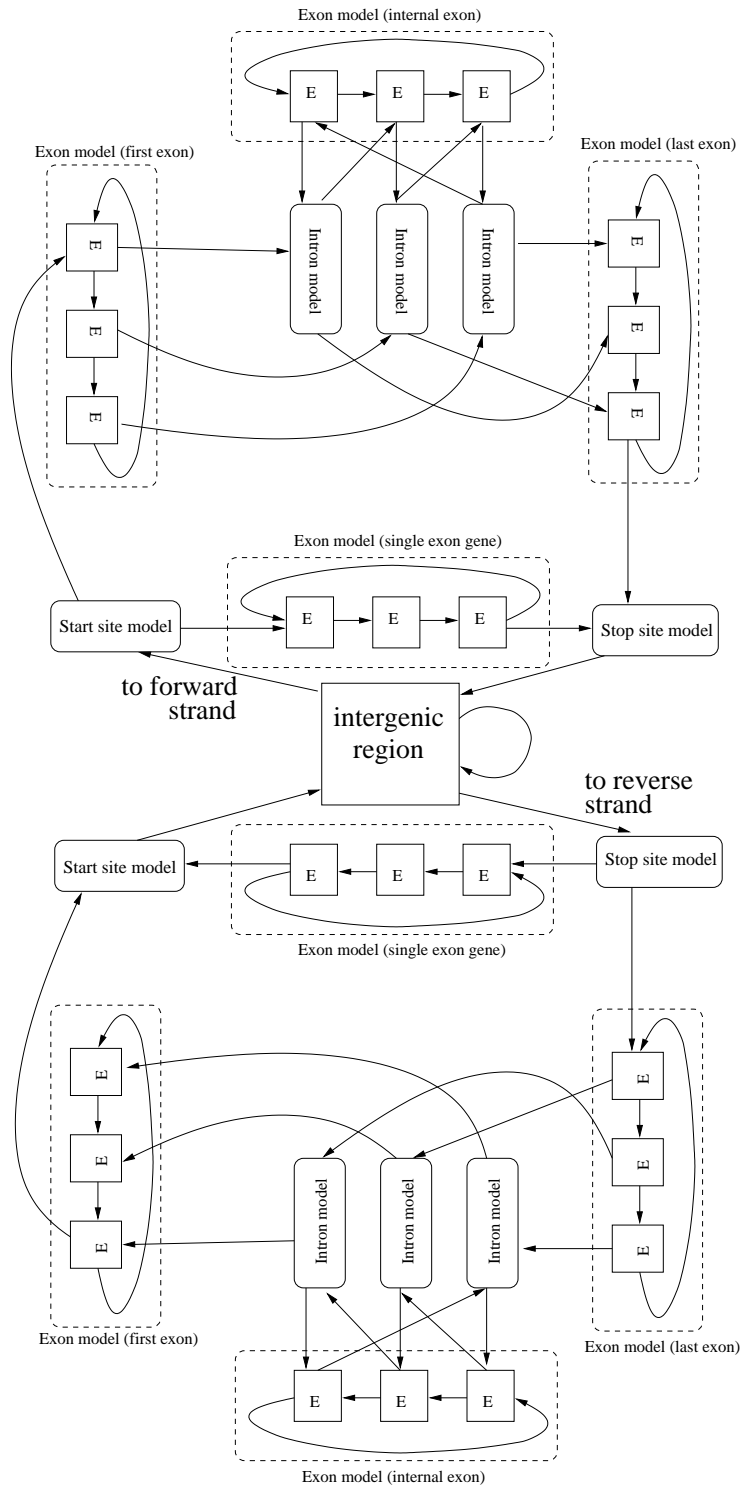 Exon model (internal exon)
E E E
Exon model (first exon)
Exon model (last exon)
E
E
E
Intron model
Intron model
Intron model
E
E
E
Exon model (single exon gene)
E E E
Start site model
Stop site model
to forward
strand
intergenic
region
to reverse
strand
Start site model
E E E
Stop site model
Exon model (single exon gene)
E
E
E
Intron model
Intron model
Intron model
E
E
E
Exon model (first exon)
Exon model (last exon)
E E E
Exon model (internal exon)